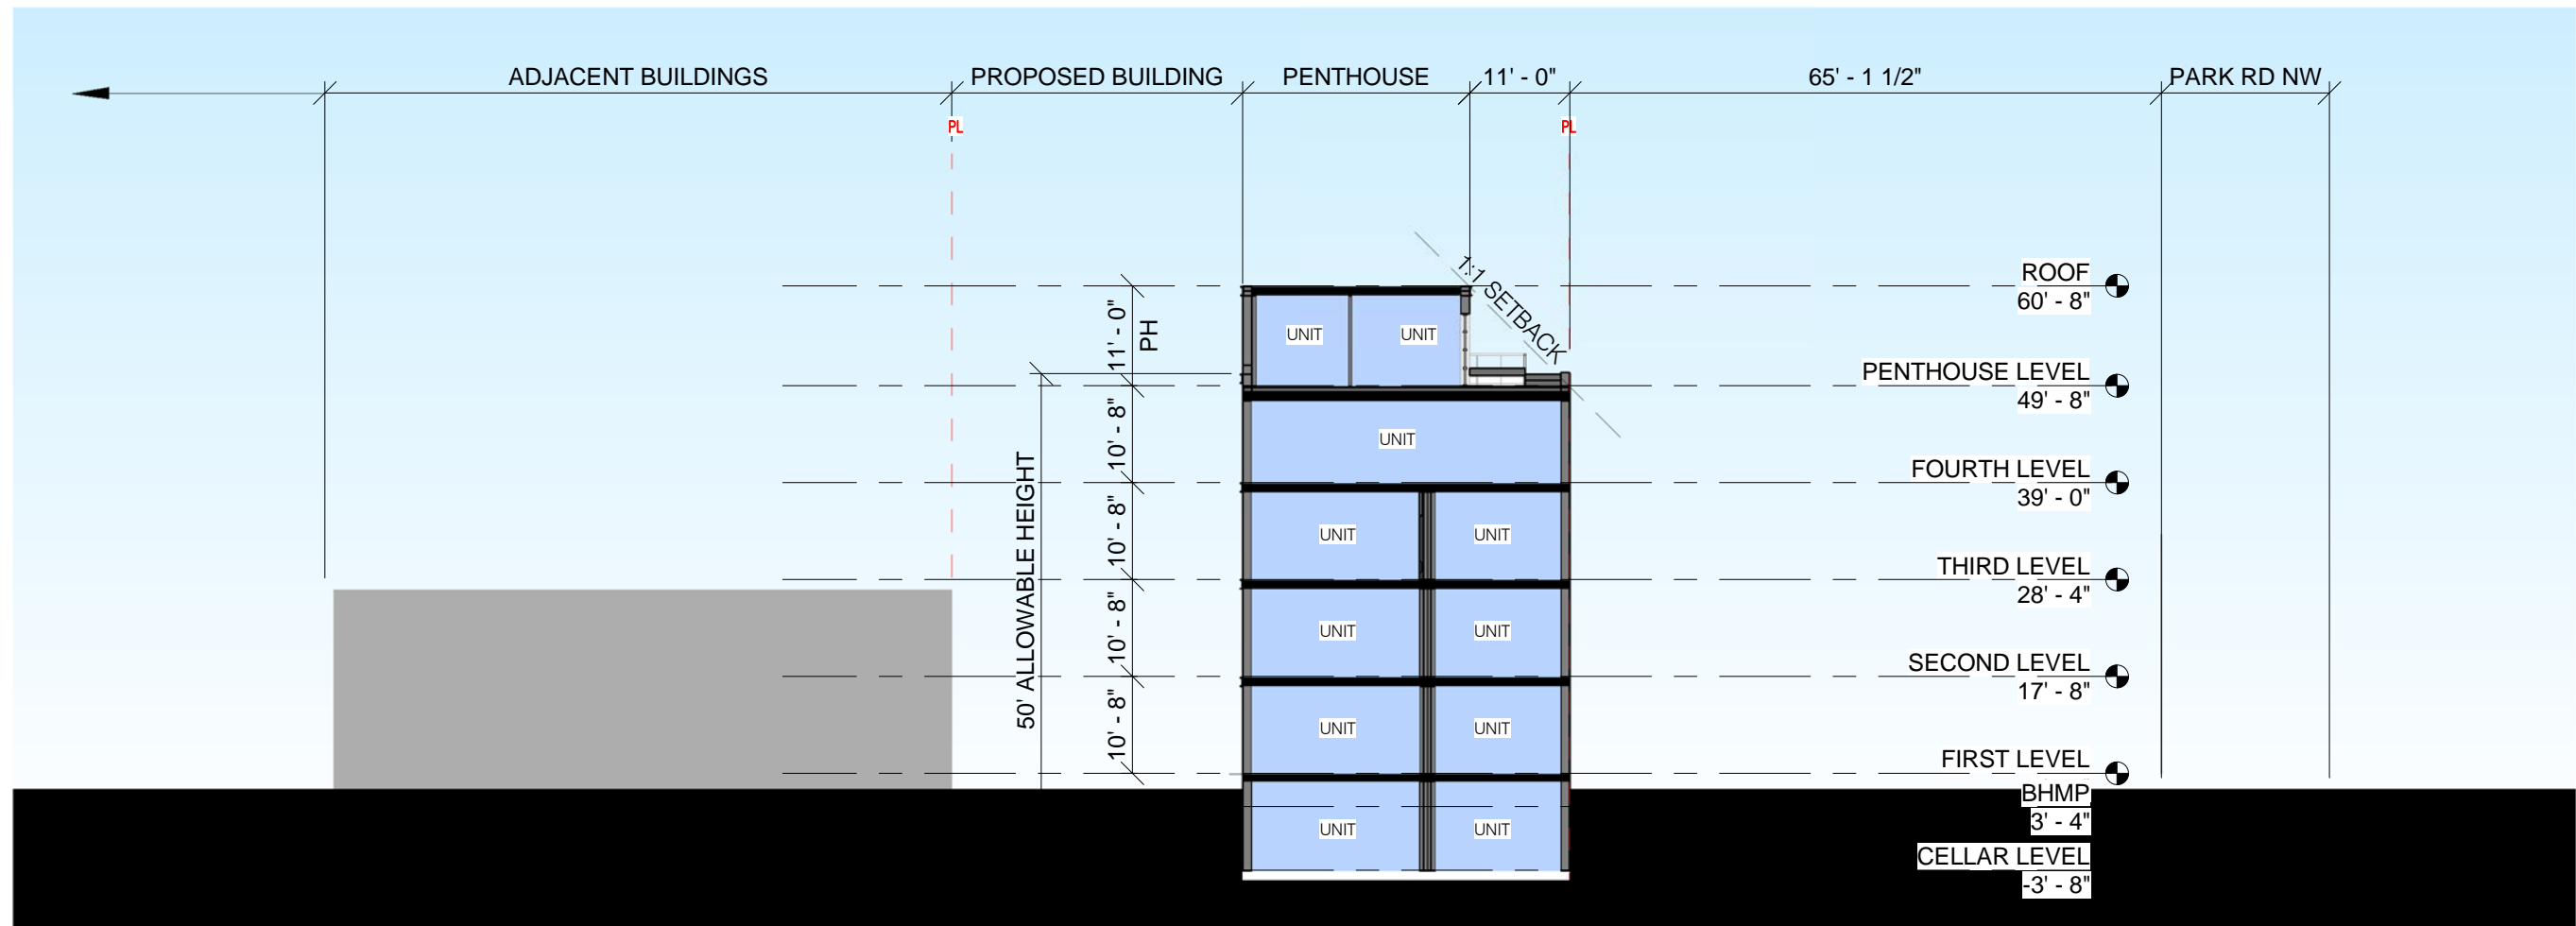 ADJACENT BUILDINGS
PROPOSED BUILDING
PENTHOUSE
11' - 0"
65' - 1 1/2"
PARK RD NW
PL
PL
1:1 SETBACK
ROOF
60' - 8"
11' - 0"
PH
UNIT
UNIT
PENTHOUSE LEVEL
49' - 8"
10' - 8"
UNIT
FOURTH LEVEL
39' - 0"
50' ALLOWABLE HEIGHT
10' - 8"
UNIT
UNIT
THIRD LEVEL
28' - 4"
10' - 8"
UNIT
UNIT
SECOND LEVEL
17' - 8"
10' - 8"
UNIT
UNIT
FIRST LEVEL
BHMP
3' - 4"
UNIT
UNIT
CELLAR LEVEL
-3' - 8"